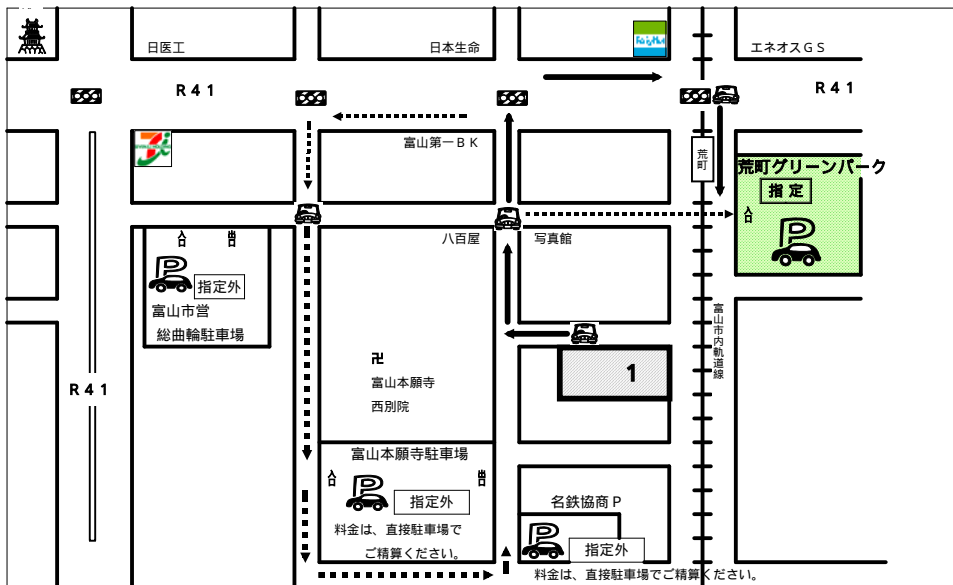 日医工
日本生命
エネオスGS
R41
R41
富山第一BK
荒町
荒町グリーンパーク
指定
入
P
八百屋
写真館
入
出
P
指定外
富山市営
総曲輪駐車場
富山市内軌道線
1
卍
富山本願寺
西別院
R41
富山本願寺駐車場
入
出
P
指定外
料金は、直接駐車場で
ご精算ください。
名鉄協商P
P
指定外
料金は、直接駐車場でご精算ください。